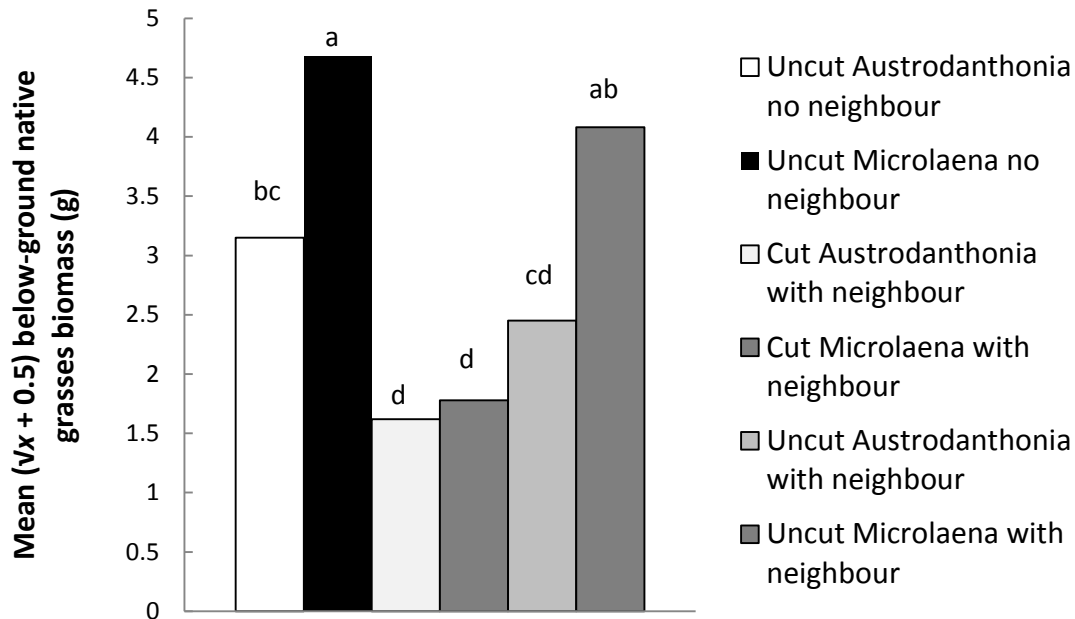 Mean (√x + 0.5) below-ground native
grasses biomass (g)
5
4.5
4
3.5
3
2.5
2
1.5
1
0.5
0
bc
a
d
d
cd
ab
Uncut Austrodanthonia
no neighbour
Uncut Microlaena no
neighbour
Cut Austrodanthonia
with neighbour
Cut Microlaena with
neighbour
Uncut Austrodanthonia
with neighbour
Uncut Microlaena with
neighbour